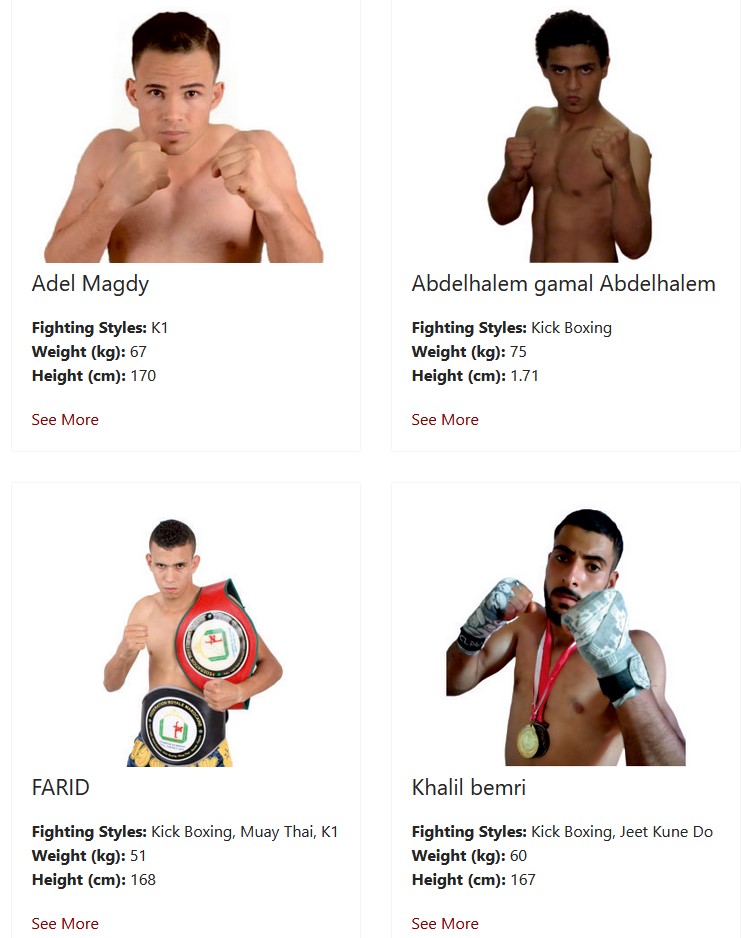 Adel Magdy
Fighting Styles: K1
Weight (kg): 67
Height (cm): 170
See More
Abdelhalem gamal Abdelhalem
Fighting Styles: Kick Boxing
Weight (kg): 75
Height (cm): 1.71
See More
FARID
Fighting Styles: Kick Boxing, Muay Thai, K1
Weight (kg): 51
Height (cm): 168
See More
Khalil bemri
Fighting Styles: Kick Boxing, Jeet Kune Do
Weight (kg): 60
Height (cm): 167
See More